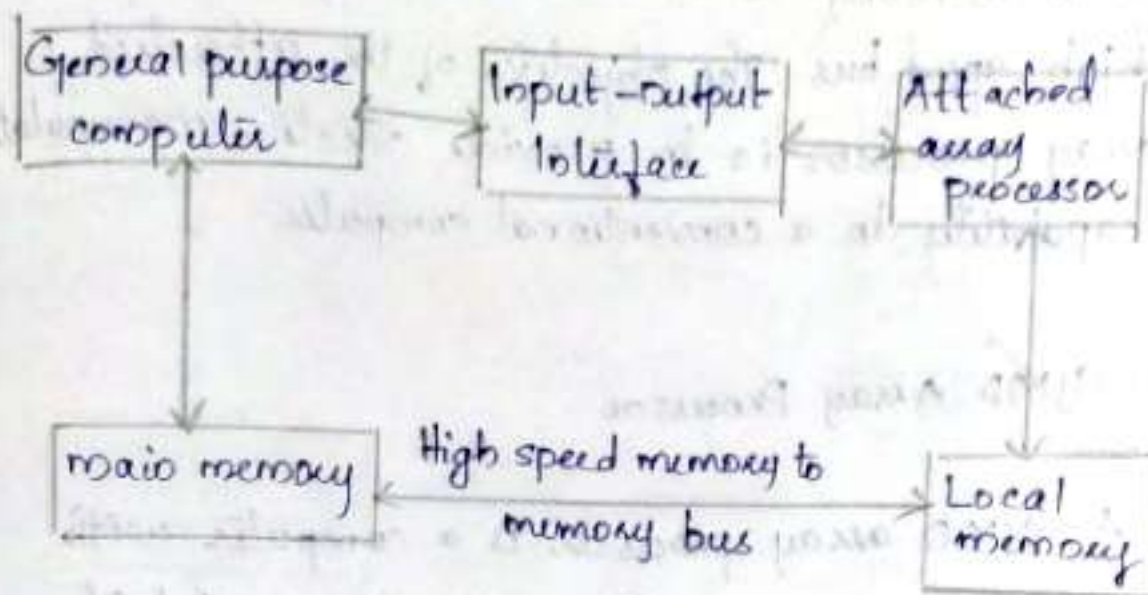 General purpose
computer
Input-output
Interface
Attached
array
processor
main memory
High speed memory to
memory bus
Local
memory